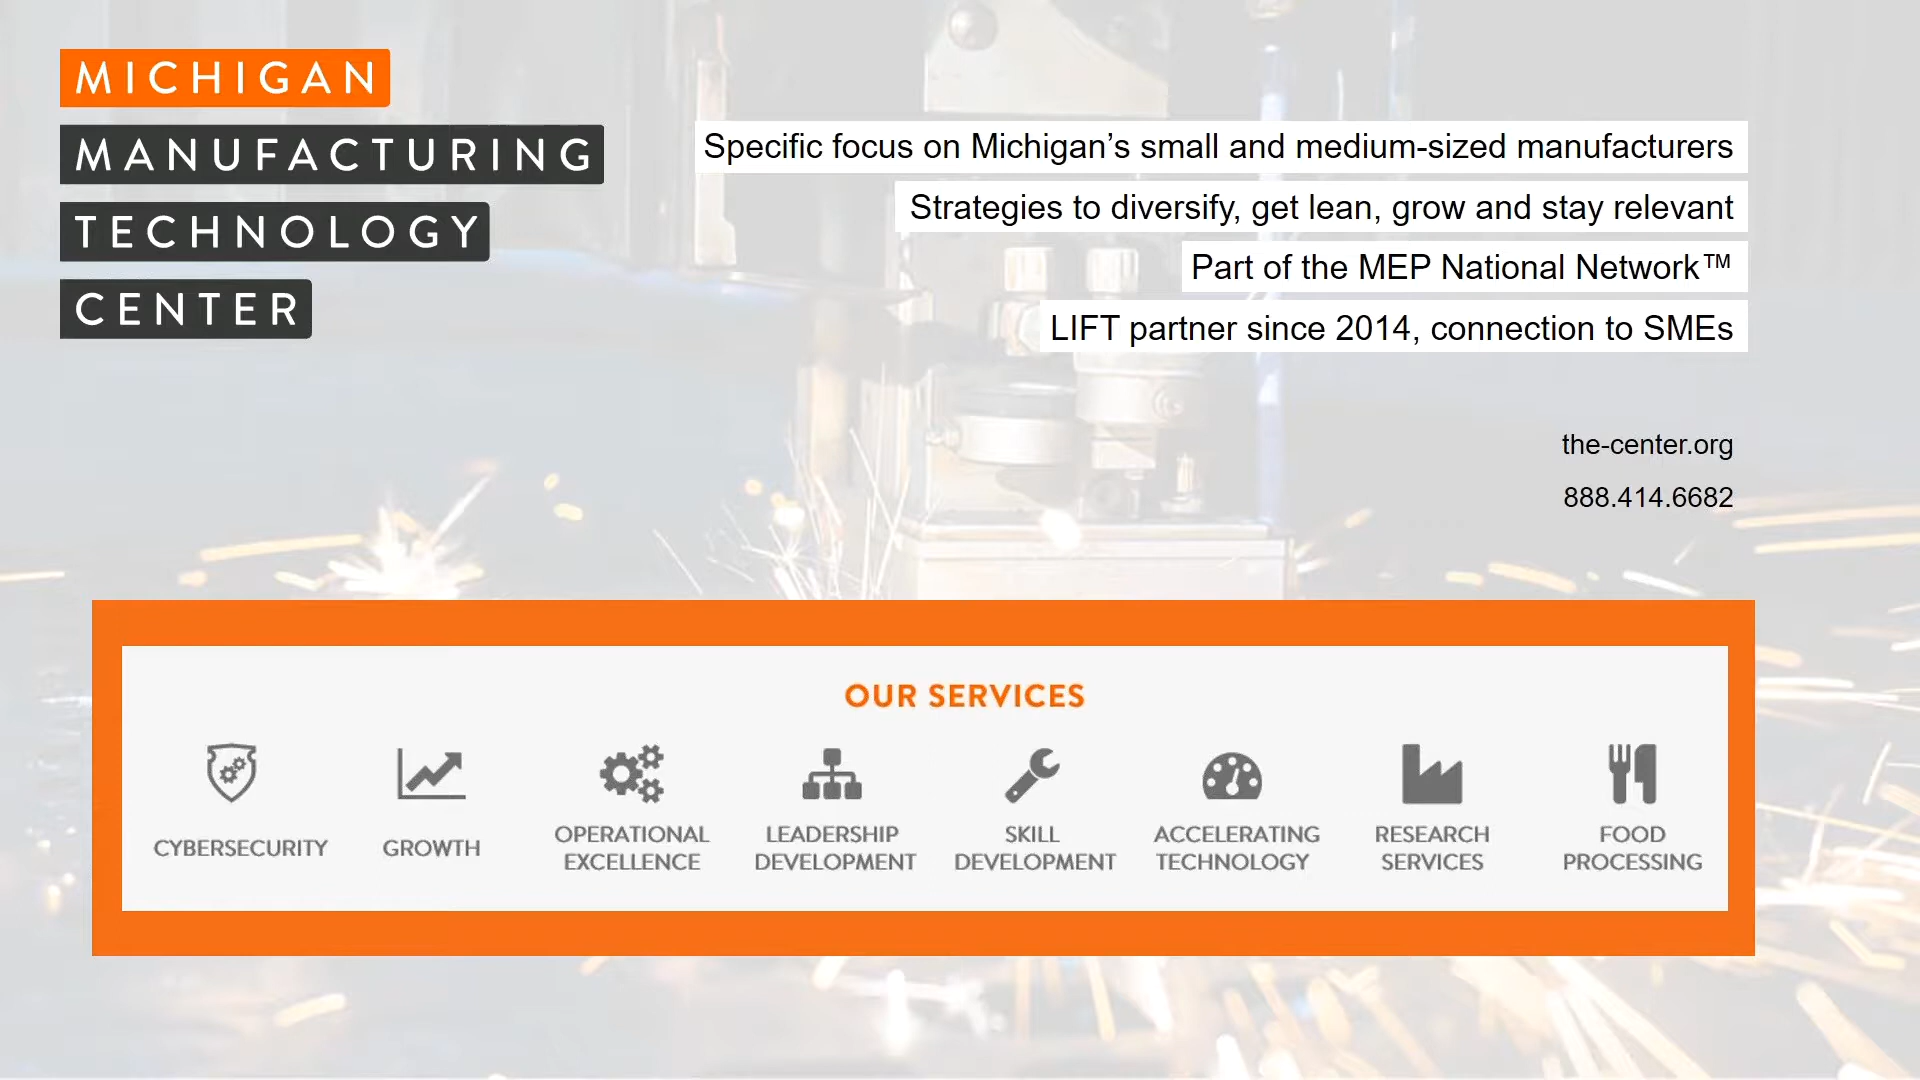 MICHIGAN
MANUFACTURING
TECHNOLOGY
CENTER
Specific focus on Michigan’s small and medium-sized manufacturers
Strategies to diversify, get lean, grow and stay relevant
Part of the MEP National Network™
LIFT partner since 2014, connection to SMEs
the-center.org
888.414.6682
OUR SERVICES
CYBERSECURITY
GROWTH
OPERATIONAL
EXCELLENCE
LEADERSHIP
DEVELOPMENT
SKILL
DEVELOPMENT
ACCELERATING
TECHNOLOGY
RESEARCH
SERVICES
FOOD
PROCESSING